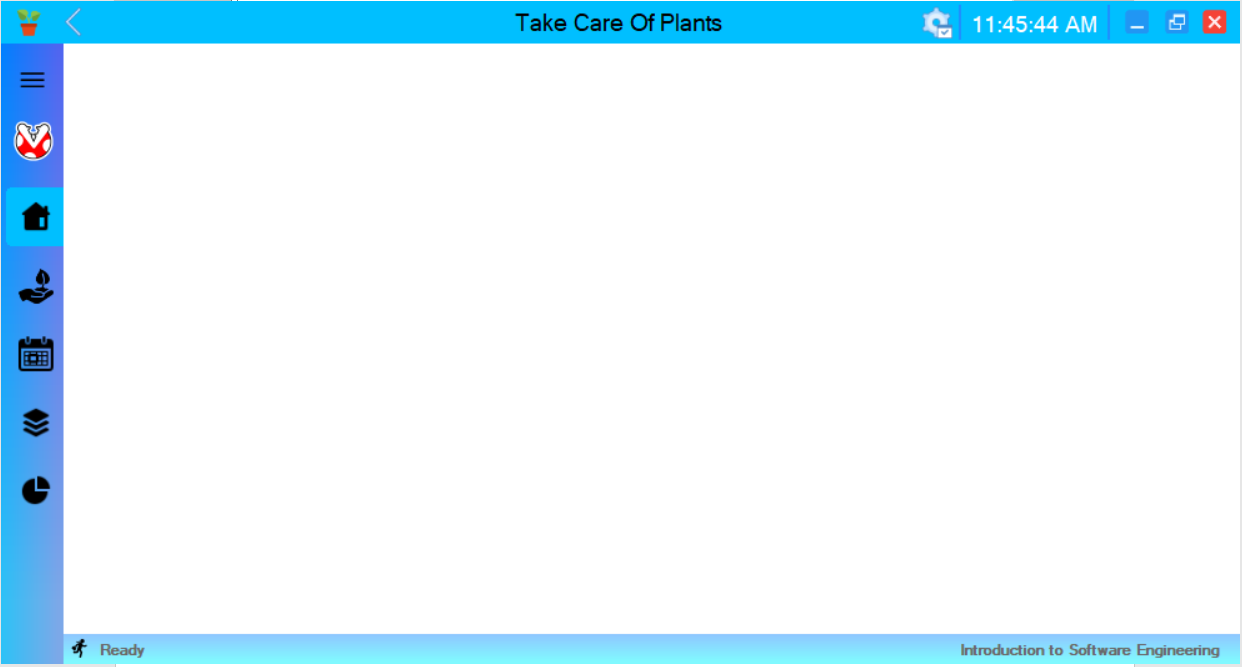 Take Care Of Plants
11:45:44 AM
Ready
Introduction to Software Engineering